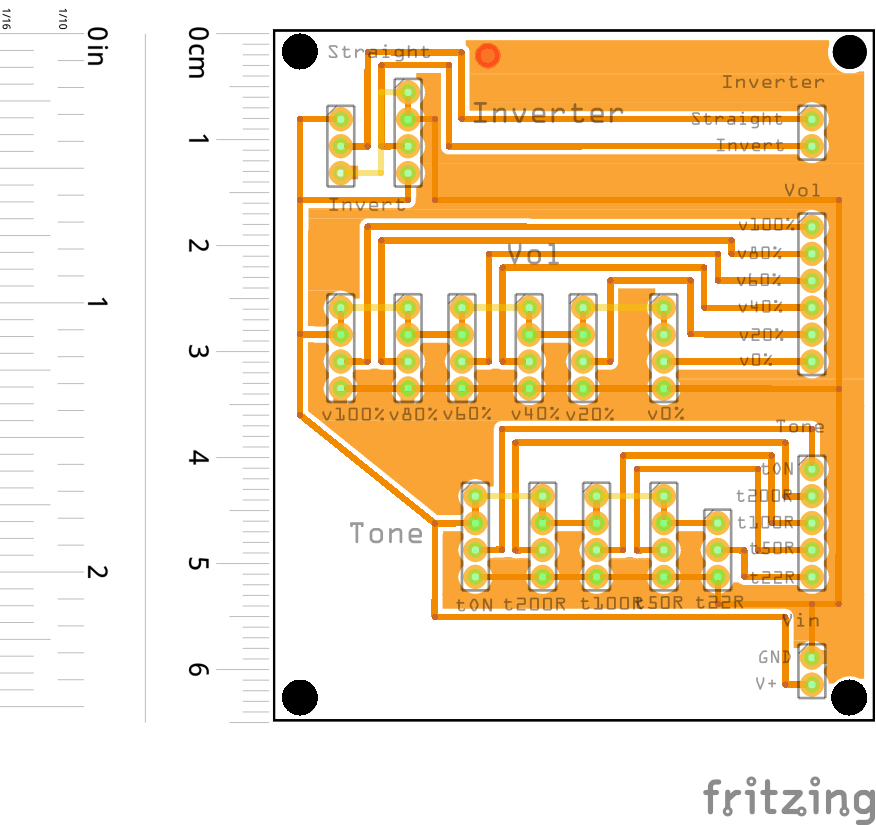 1/16
1/10
0in
1
2
0cm
1
2
3
4
5
6
Straight
Inverter
Inverter
Straight
Invert
Invert
Vol
Vol
v100%
v80%
v60%
v40%
v20%
v0%
v100% v80% v60% v40% v20% v0%
Tone
Tone
tON
t200R
t100R
t50R
t22R
tON t200R t100R t50R t22R
Vin
GND
V+
fritzing